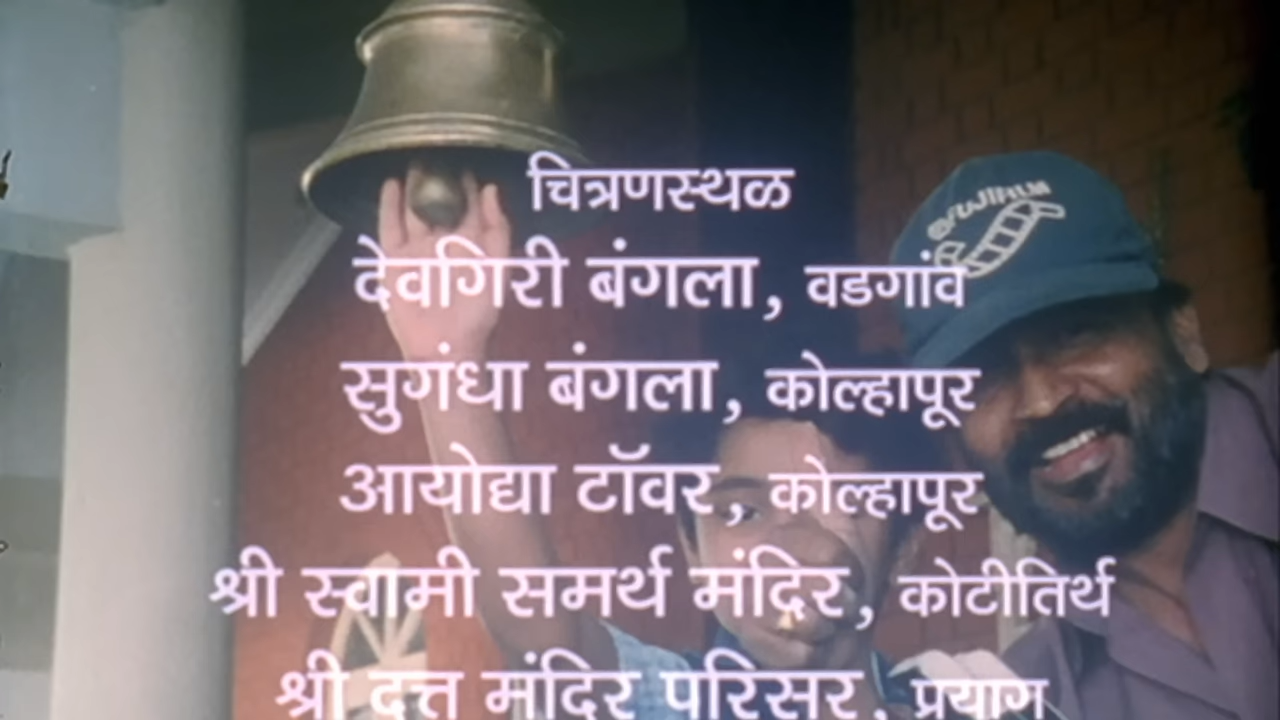 चित्रणस्थळ
देवगिरी बंगला, वडगांव
सुगंधा बंगला, कोल्हापूर
आयोद्या टॉवर, कोल्हापूर
श्री स्वामी समर्थ मंदिर, कोटीतिर्थ
श्री दत्त मंदिर परिसर, प्रयाग